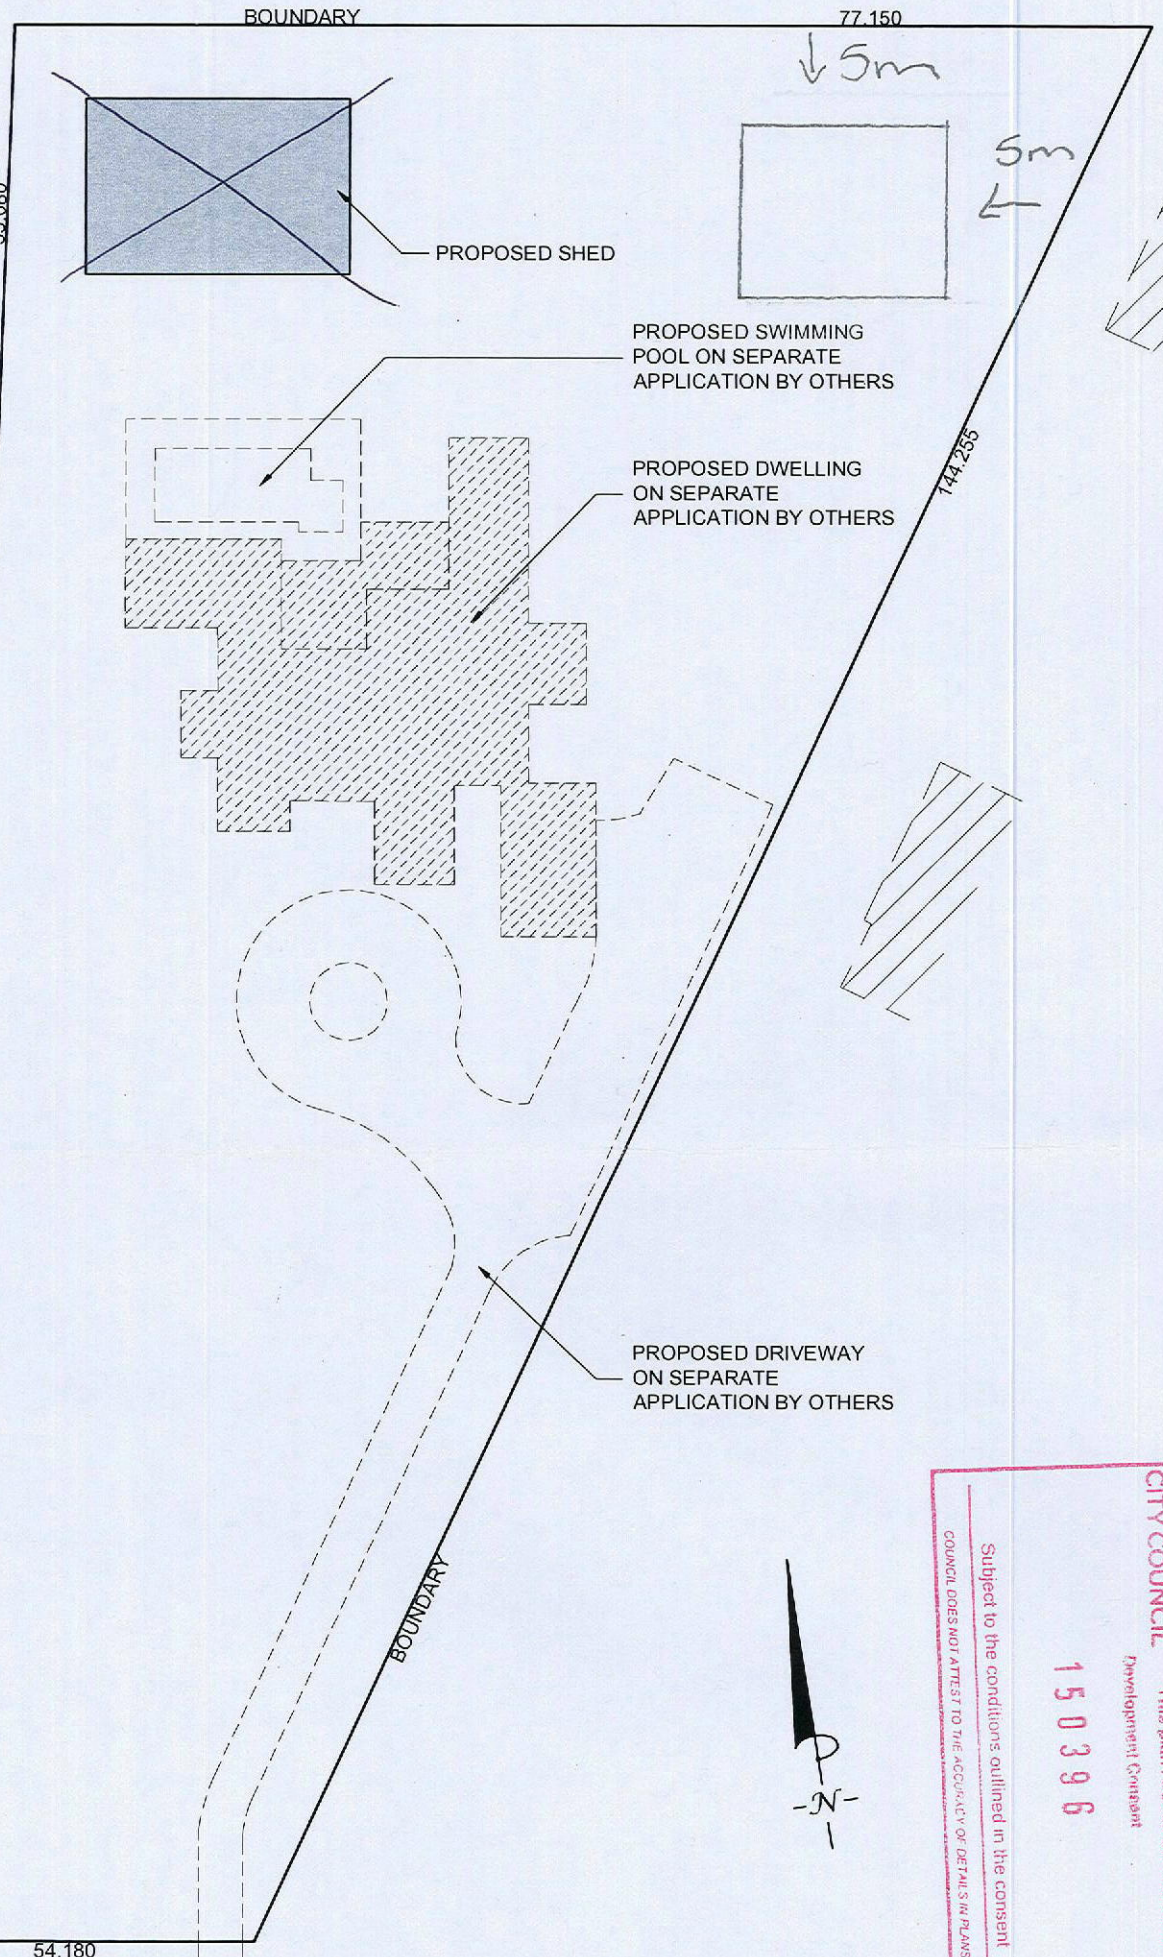 BOUNDARY
77.150
5m
5m
PROPOSED SHED
PROPOSED SWIMMING
POOL ON SEPARATE
APPLICATION BY OTHERS
144.255
PROPOSED DWELLING
ON SEPARATE
APPLICATION BY OTHERS
PROPOSED DRIVEWAY
ON SEPARATE
APPLICATION BY OTHERS
BOUNDARY
-N-
CITY COUNCIL
Development Consent
150396
Subject to the conditions outlined in the consent
COUNCIL DOES NOT ATTEST TO THE ACCURACY OF DETAILS IN PLANS
54.180